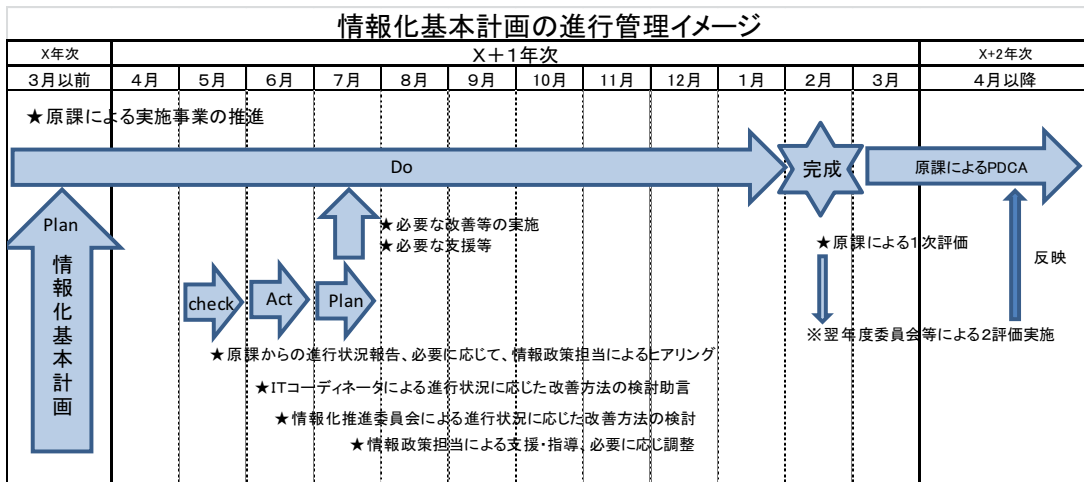 情報化基本計画の進行管理イメージ
X年次
X+1年次
X+2年次
3月以前
4月
5月
6月
7月
8月
9月
10月
11月
12月
1月
2月
3月
4月以降
★原課による実施事業の推進
Do
完成
原課によるPDCA
Plan
情報化基本計画
★必要な改善等の実施
★必要な支援等
★原課による1次評価
反映
check
Act
Plan
※翌年度委員会等による2評価実施
★原課からの進行状況報告、必要に応じて、情報政策担当によるヒアリング
★ITコーディネータによる進行状況に応じた改善方法の検討助言
★情報化推進委員会による進行状況に応じた改善方法の検討
★情報政策担当による支援・指導、必要に応じ調整